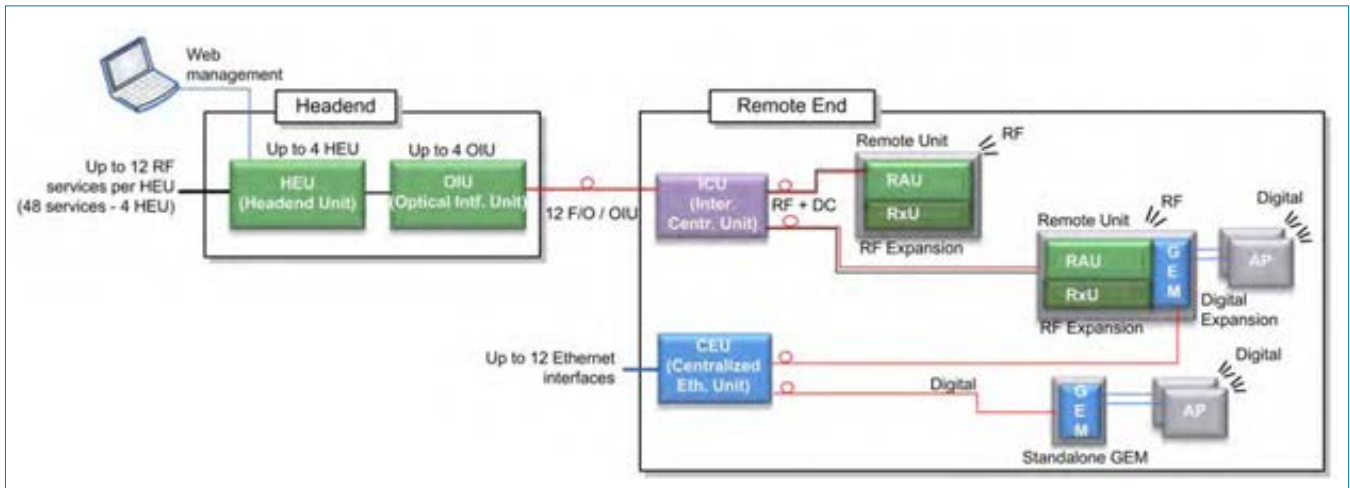 Web
management
Headend
Up to 4 HEU
Up to 4 OIU
Up to 12 RF
services per HEU
(48 services - 4 HEU)
HEU
(Headend Unit)
OIU
(Optical Intf. Unit)
12 F/O / OIU
Remote End
ICU
(Inter.
Centr. Unit)
RF + DC
Remote Unit
RF
RAU
RxU
RF Expansion
Remote Unit
RF
RAU
RxU
GEM
RF Expansion
Digital
AP
Digital
Expansion
Up to 12 Ethernet
interfaces
CEU
(Centralized
Eth. Unit)
Digital
GEM
Standalone GEM
Digital
AP